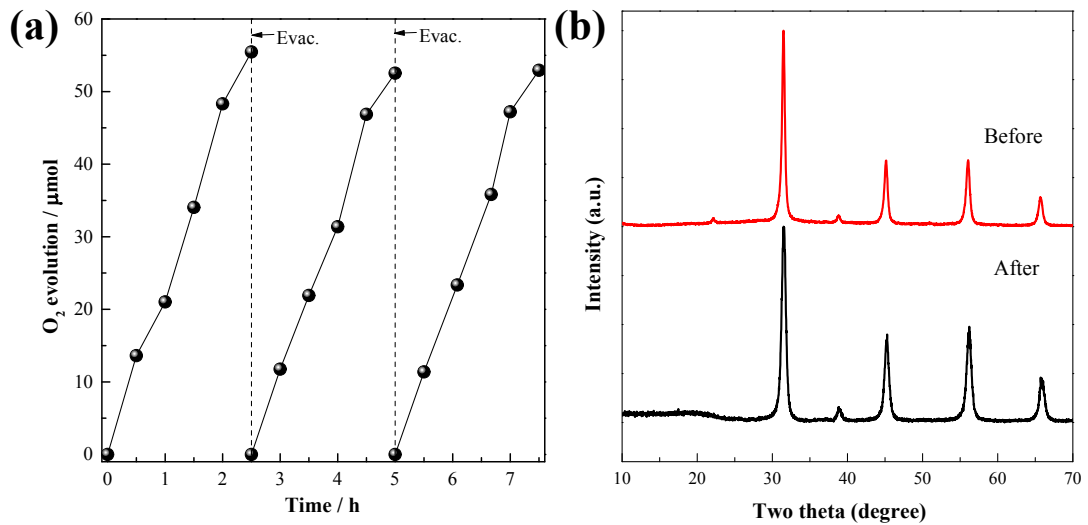 (a)
60
50
40
30
20
10
0
O₂ evolution / μmol
Evac.
Evac.
0 1 2 3 4 5 6 7
Time / h
(b)
Intensity (a.u.)
Before
After
10 20 30 40 50 60 70
Two theta (degree)